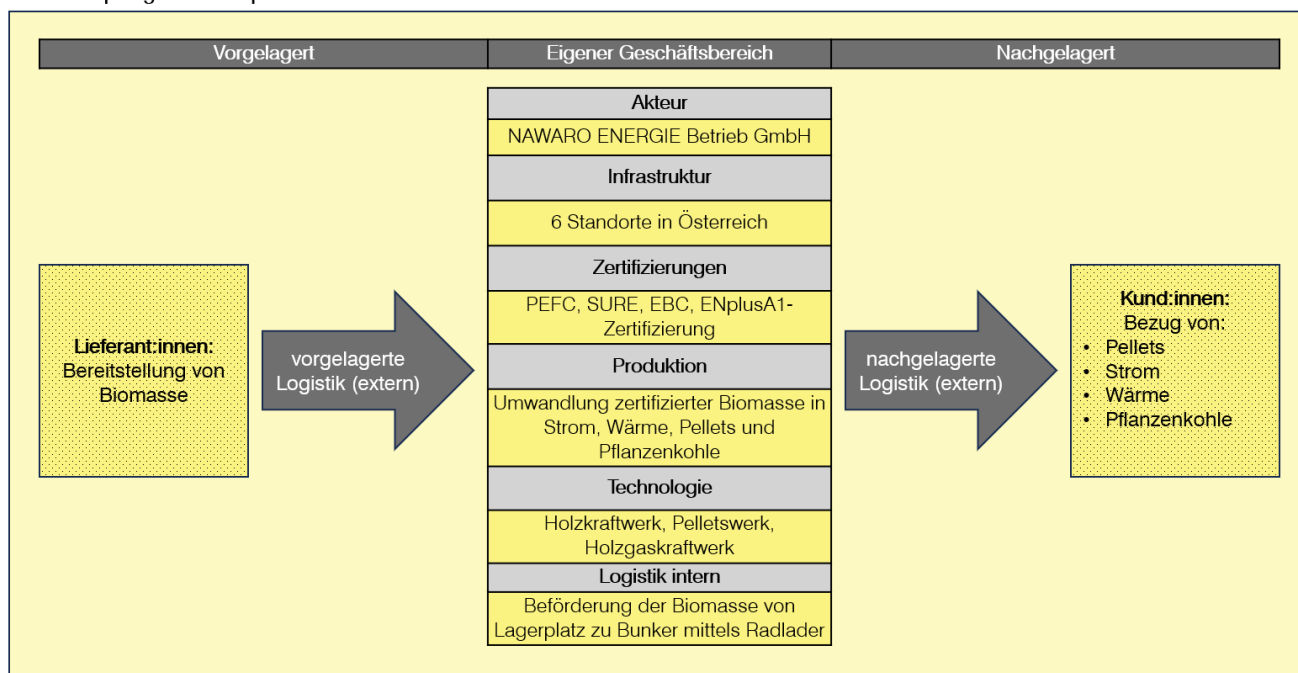 Vorgelagert
Eigener Geschäftsbereich
Nachgelagert
Lieferant:innen:
Bereitstellung von
Biomasse
vorgelagerte
Logistik (extern)
Akteur
NAWARO ENERGIE Betrieb GmbH
Infrastruktur
6 Standorte in Österreich
Zertifizierungen
PEFC, SURE, EBC, ENplusA1-
Zertifizierung
Produktion
Umwandlung zertifizierter Biomasse in
Strom, Wärme, Pellets und
Pflanzenkohle
Technologie
Holzkraftwerk, Pelletswerk,
Holzgaskraftwerk
Logistik intern
Beförderung der Biomasse von
Lagerplatz zu Bunker mittels Radlader
nachgelagerte
Logistik (extern)
Kund:innen:
Bezug von:
• Pellets
• Strom
• Wärme
• Pflanzenkohle